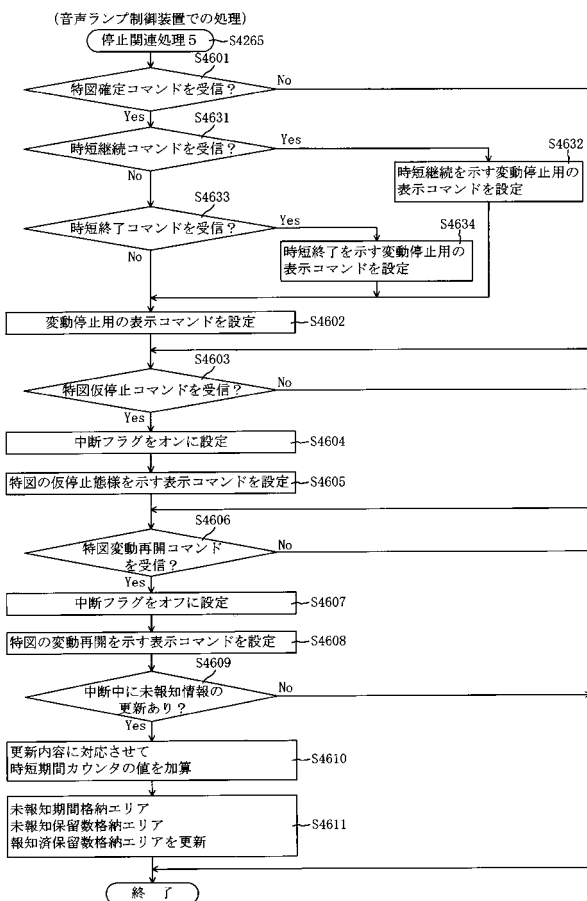 (音声ランプ制御装置での処理)
停止関連処理5
S4265
S4601
特図確定コマンドを受信?
No
Yes
S4631
時短継続コマンドを受信?
Yes
No
S4632
時短継続を示す変動停止用の
表示コマンドを設定
S4633
時短終了コマンドを受信?
Yes
No
S4634
時短終了を示す変動停止用の
表示コマンドを設定
変動停止用の表示コマンドを設定
S4602
S4603
特図仮停止コマンドを受信?
No
Yes
中断フラグをオンに設定
S4604
特図の仮停止態様を示す表示コマンドを設定
S4605
S4606
特図変動再開コマンド
を受信?
No
Yes
中断フラグをオフに設定
S4607
特図の変動再開を示す表示コマンドを設定
S4608
S4609
中断中に未報知情報の
更新あり?
No
Yes
更新内容に対応させて
時短期間カウンタの値を加算
S4610
未報知期間格納エリア
未報知保留数格納エリア
報知済保留数格納エリアを更新
S4611
終了